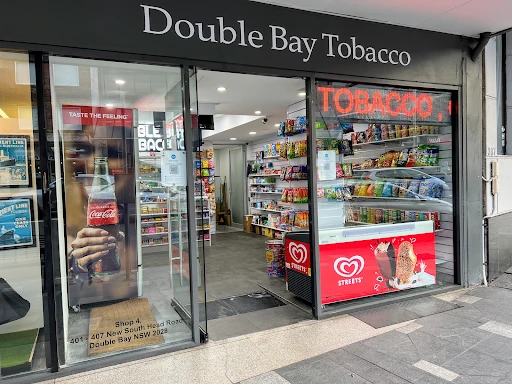 Double Bay Tobacco
TASTE THE FEELING
TOBACCO
Coca-Cola
STREETS
STREETS
Shop 4,
401 - 407 New South Head Road
Double Bay NSW 2028